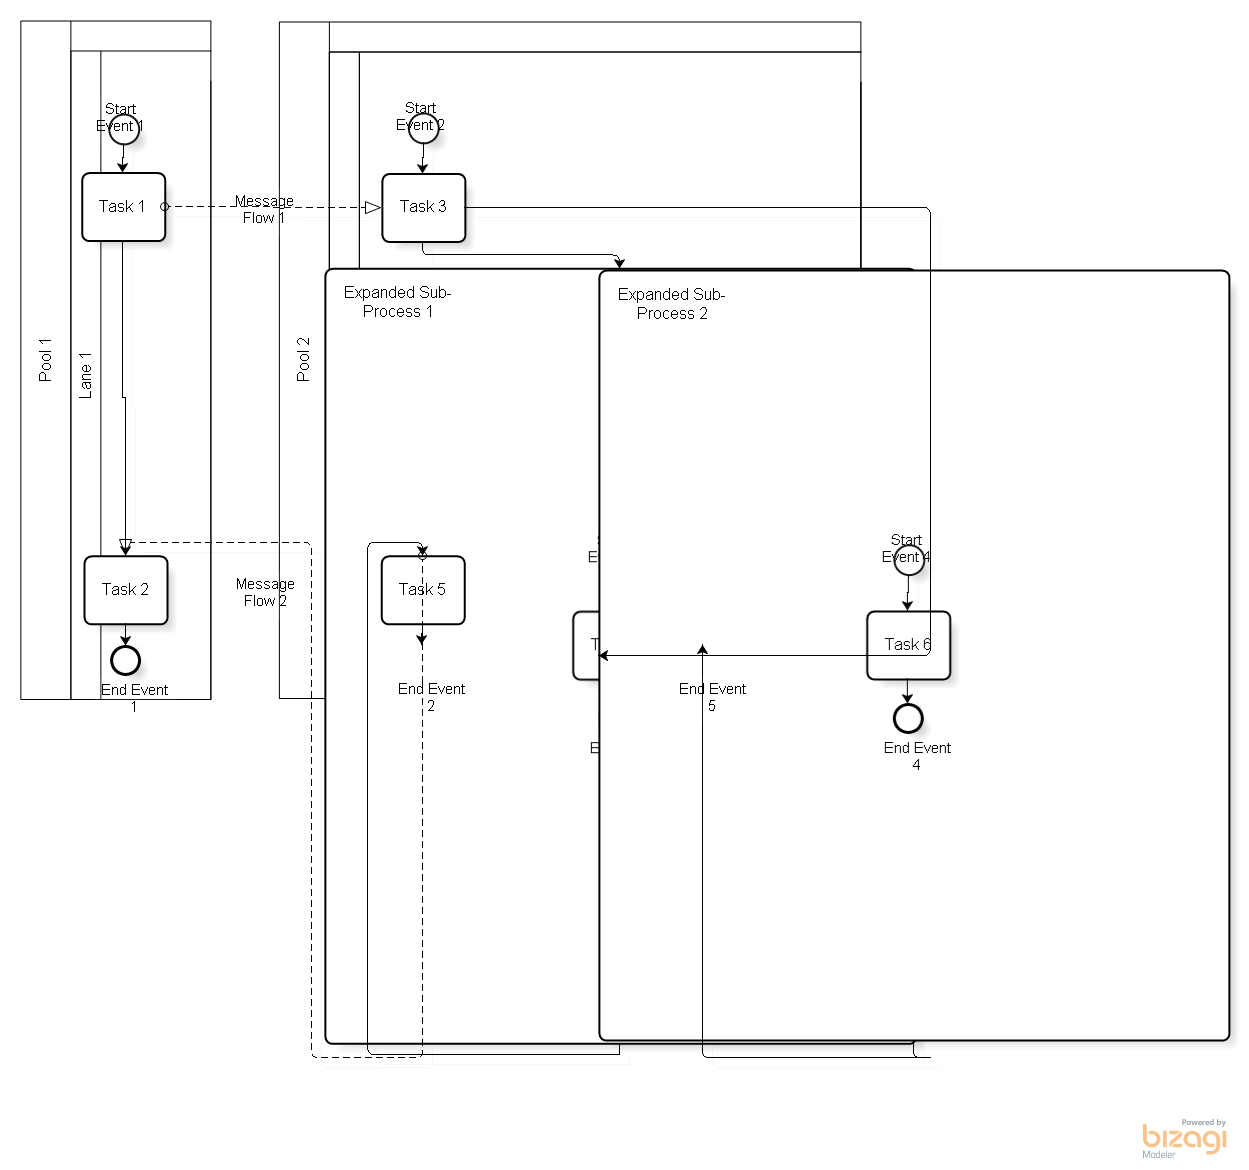 Start
Event 1
Start
Event 2
Task 1
Message
Flow 1
Task 3
Expanded Sub-
Process 1
Expanded Sub-
Process 2
Pool 1
Lane 1
Pool 2
Start
Event 4
Task 2
Message
Flow 2
Task 5
Task 6
End Event
1
End Event
2
End Event
5
End Event
4
Powered by
bizagi
Modeler